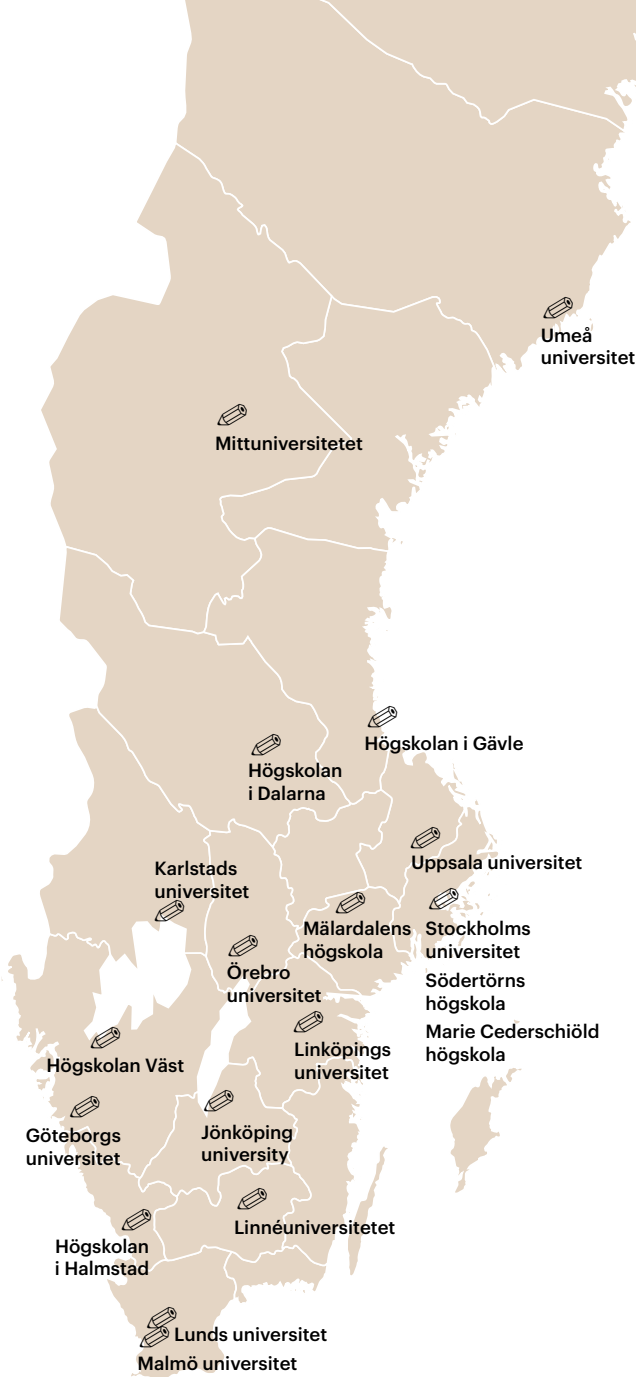 Umeå
universitet
Mittuniversitetet
Högskolan i Gävle
Högskolan
i Dalarna
Uppsala universitet
Karlstads
universitet
Mälardalens
högskola
Stockholms
universitet
Södertörns
högskola
Marie Cederschiöld
högskola
Örebro
universitet
Linköpings
universitet
Högskolan Väst
Göteborgs
universitet
Jönköping
university
Linnéuniversitetet
Högskolan
i Halmstad
Lunds universitet
Malmö universitet